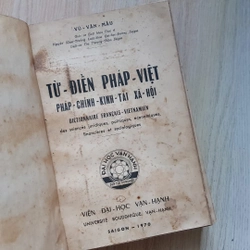 VŨ-VĂN-MẪU
TỪ-ĐIỂN PHÁP-VIỆT
PHÁP-CHÍNH-KINH-TÀI XÃ-HỘI
DICTIONNAIRE FRANÇAIS-VIETNAMIEN
des sciences juridiques, politiques, économiques,
financières et sociologiques
VIỆN ĐẠI-HỌC VẠN-HẠNH
UNIVERSITÉ BOUDDHIQUE VAN-HANH
SAIGON - 1970